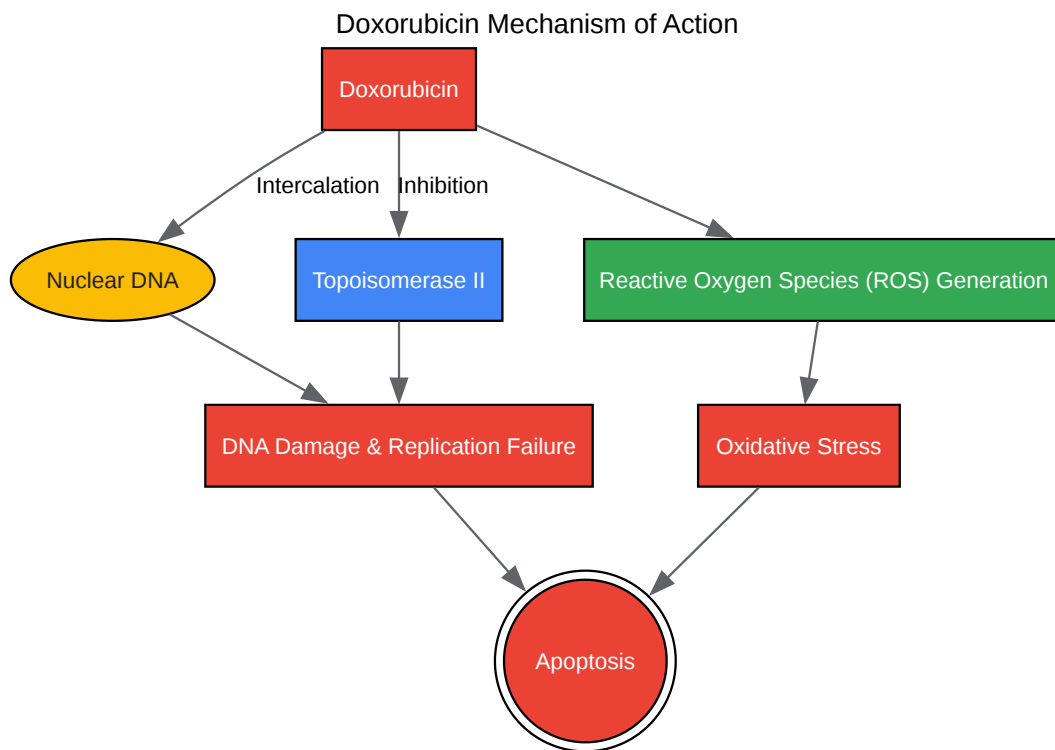 Doxorubicin Mechanism of Action
Doxorubicin
Intercalation
Inhibition
Nuclear DNA
Topoisomerase II
Reactive Oxygen Species (ROS) Generation
DNA Damage & Replication Failure
Oxidative Stress
Apoptosis